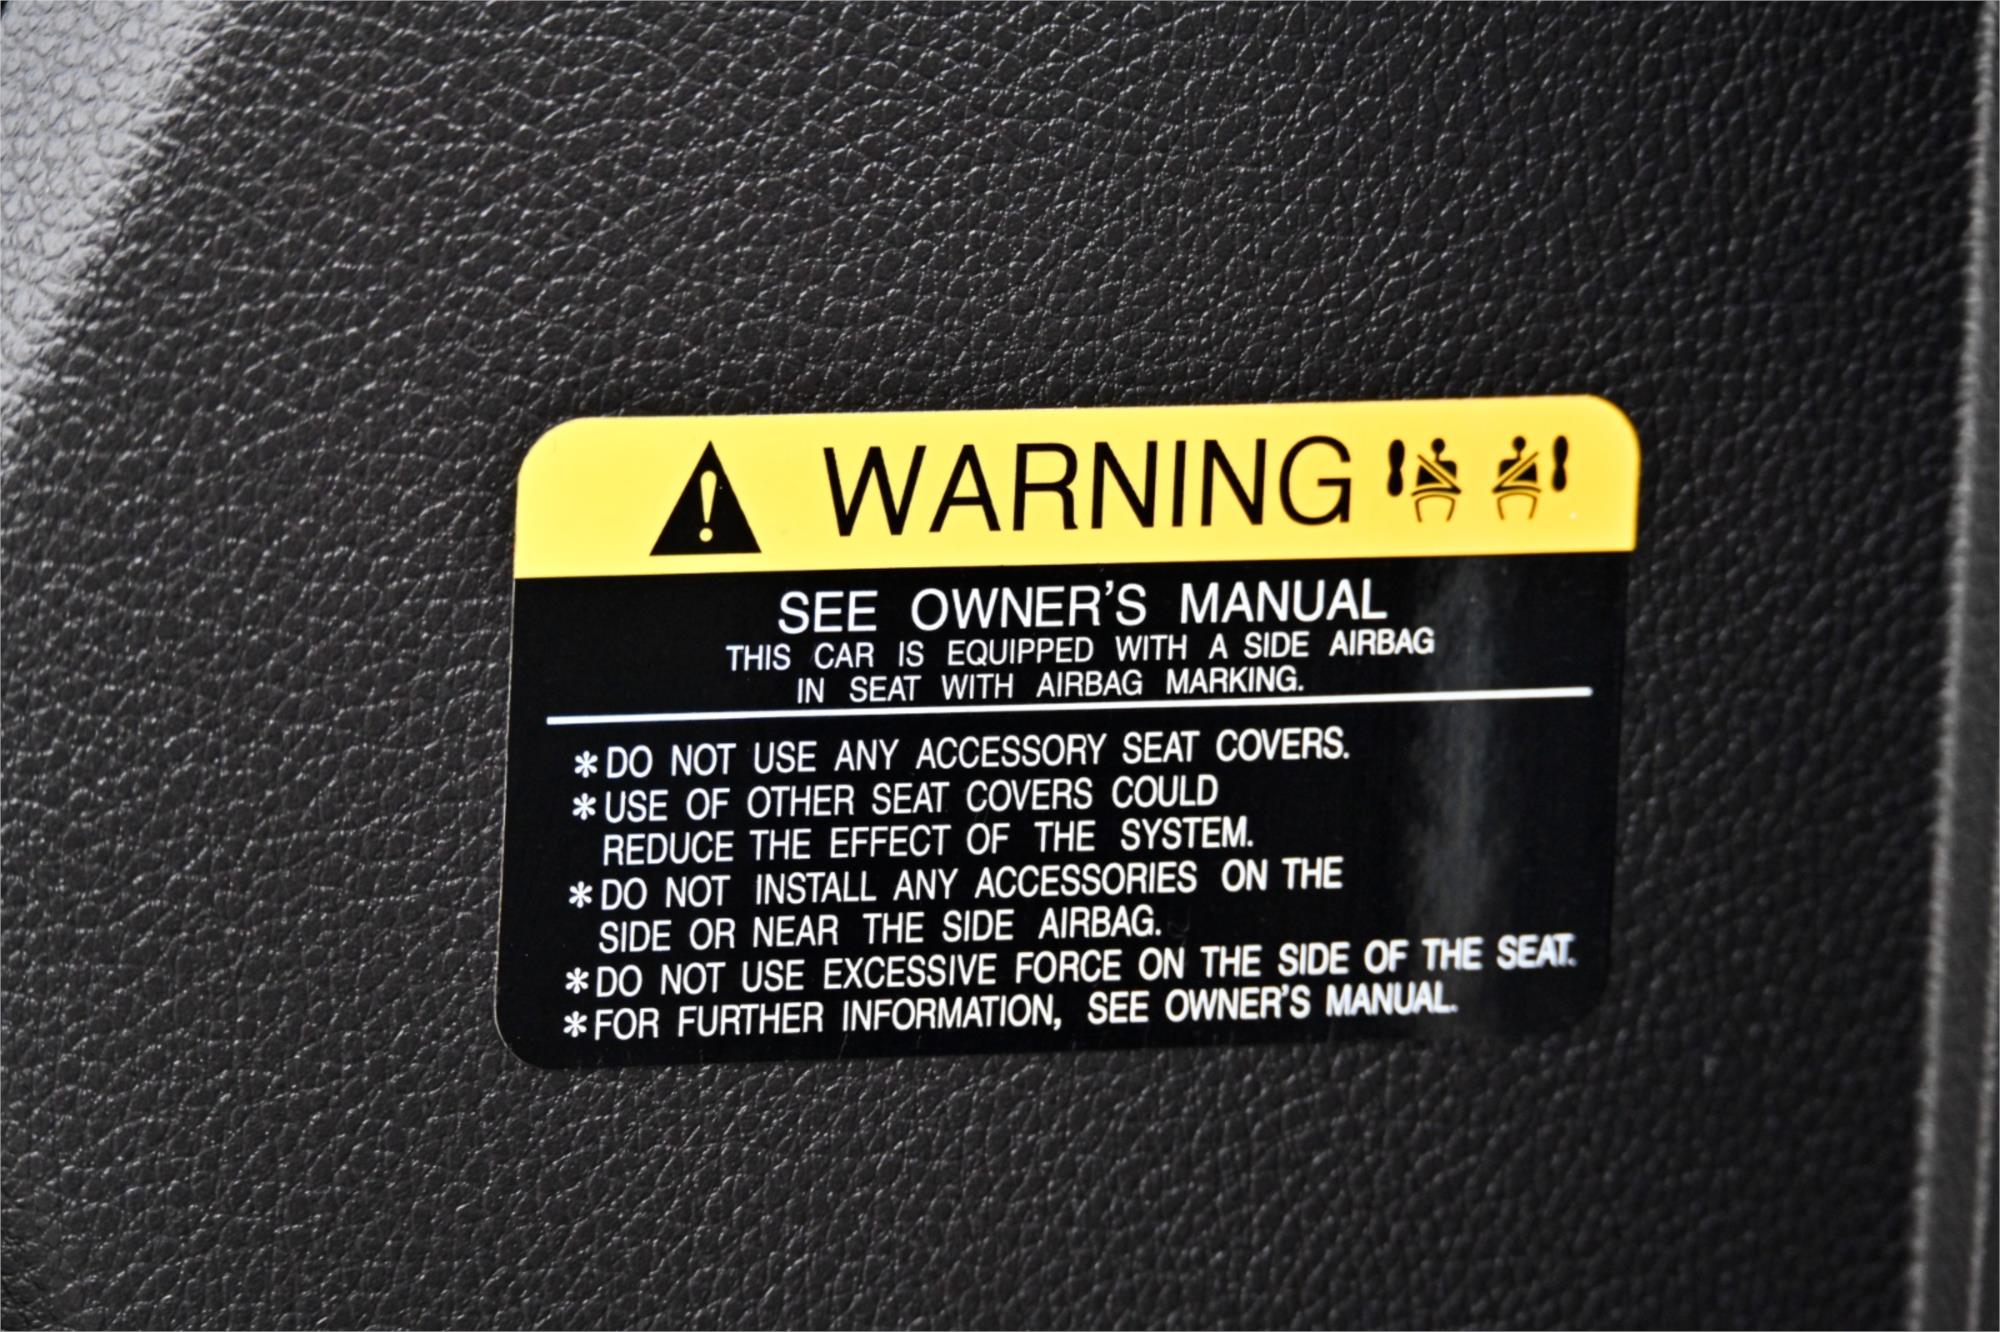 WARNING
SEE OWNER'S MANUAL
THIS CAR IS EQUIPPED WITH A SIDE AIRBAG
IN SEAT WITH AIRBAG MARKING.
*DO NOT USE ANY ACCESSORY SEAT COVERS.
*USE OF OTHER SEAT COVERS COULD
REDUCE THE EFFECT OF THE SYSTEM.
*DO NOT INSTALL ANY ACCESSORIES ON THE
SIDE OR NEAR THE SIDE AIRBAG.
*DO NOT USE EXCESSIVE FORCE ON THE SIDE OF THE SEAT.
*FOR FURTHER INFORMATION, SEE OWNER'S MANUAL.